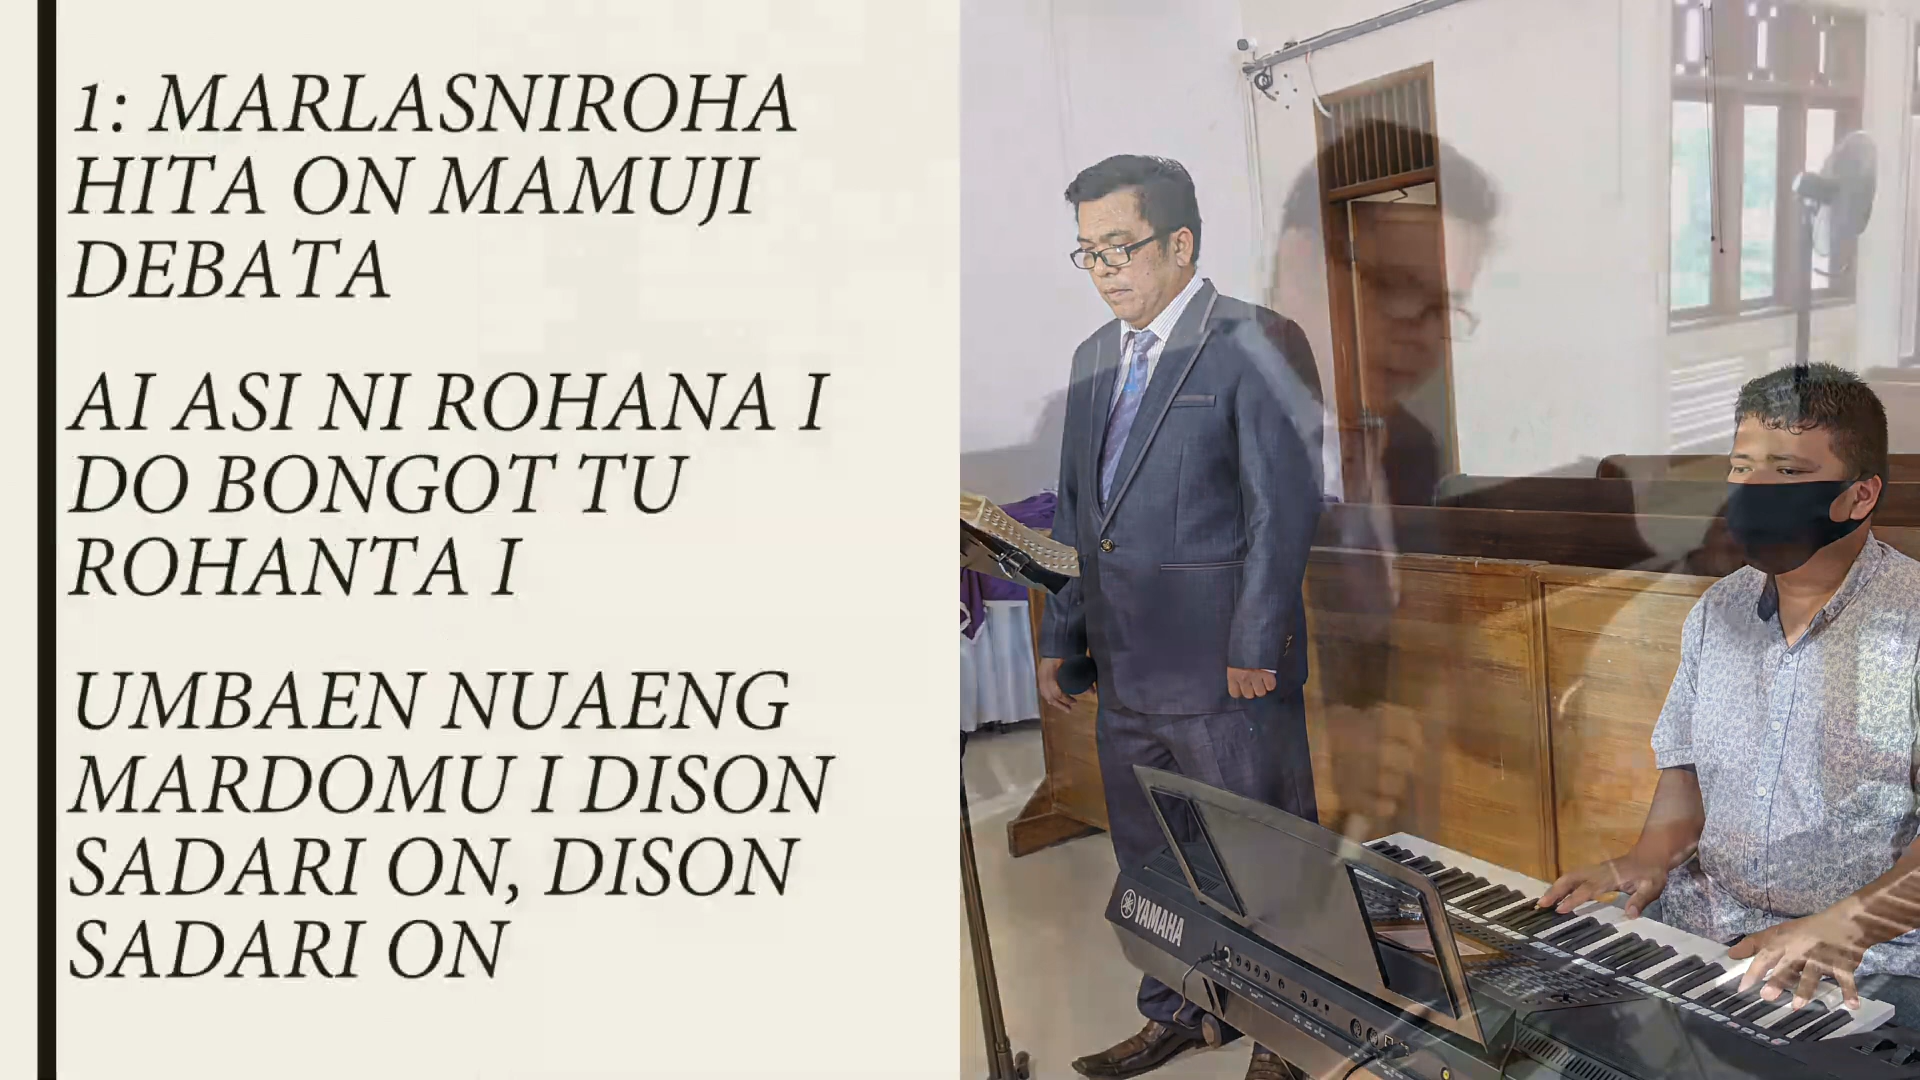 1: MARLASNIROHA
HITA ON MAMUJI
DEBATA
AI ASI NI ROHANA I
DO BONGOT TU
ROHANTA I
UMBAEN NUAENG
MARDOMU I DISON
SADARI ON, DISON
SADARI ON
YAMAHA